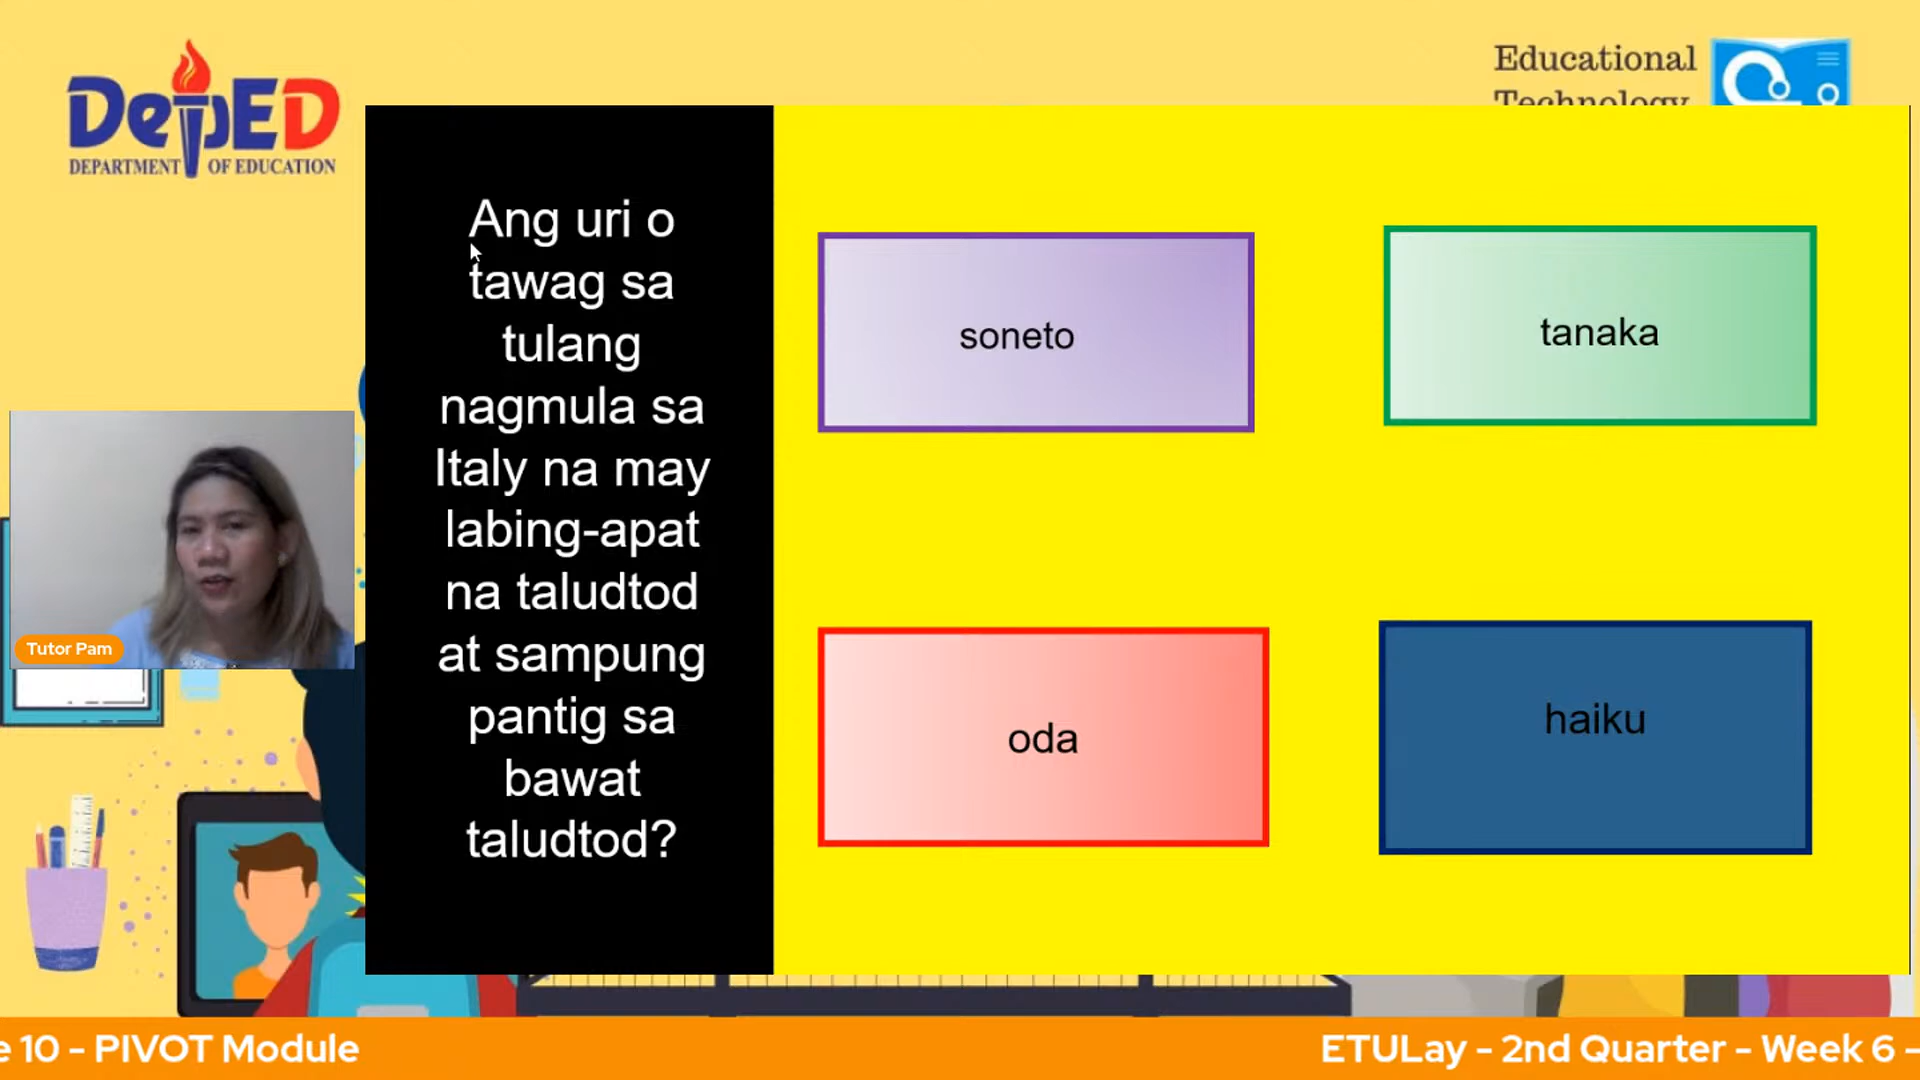 DepED
DEPARTMENT OF EDUCATION
Educational
Technology
Ang uri o
tawag sa
tulang
nagmula sa
Italy na may
labing-apat
na taludtod
at sampung
pantig sa
bawat
taludtod?
soneto
tanaka
oda
haiku
Tutor Pam
e 10 - PIVOT Module
ETULay - 2nd Quarter - Week 6 -